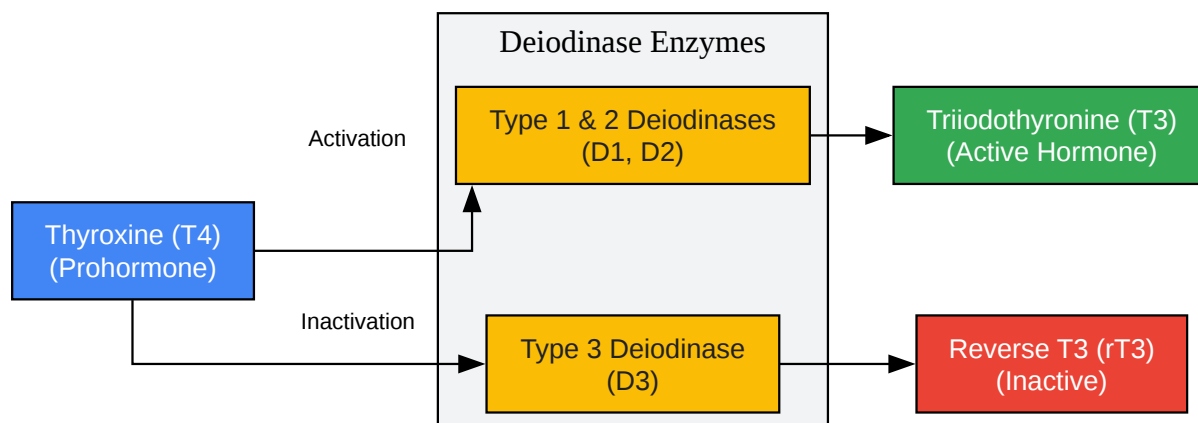 Deiodinase Enzymes
Activation
Type 1 & 2 Deiodinases
(D1, D2)
Triiodothyronine (T3)
(Active Hormone)
Thyroxine (T4)
(Prohormone)
Inactivation
Type 3 Deiodinase
(D3)
Reverse T3 (rT3)
(Inactive)